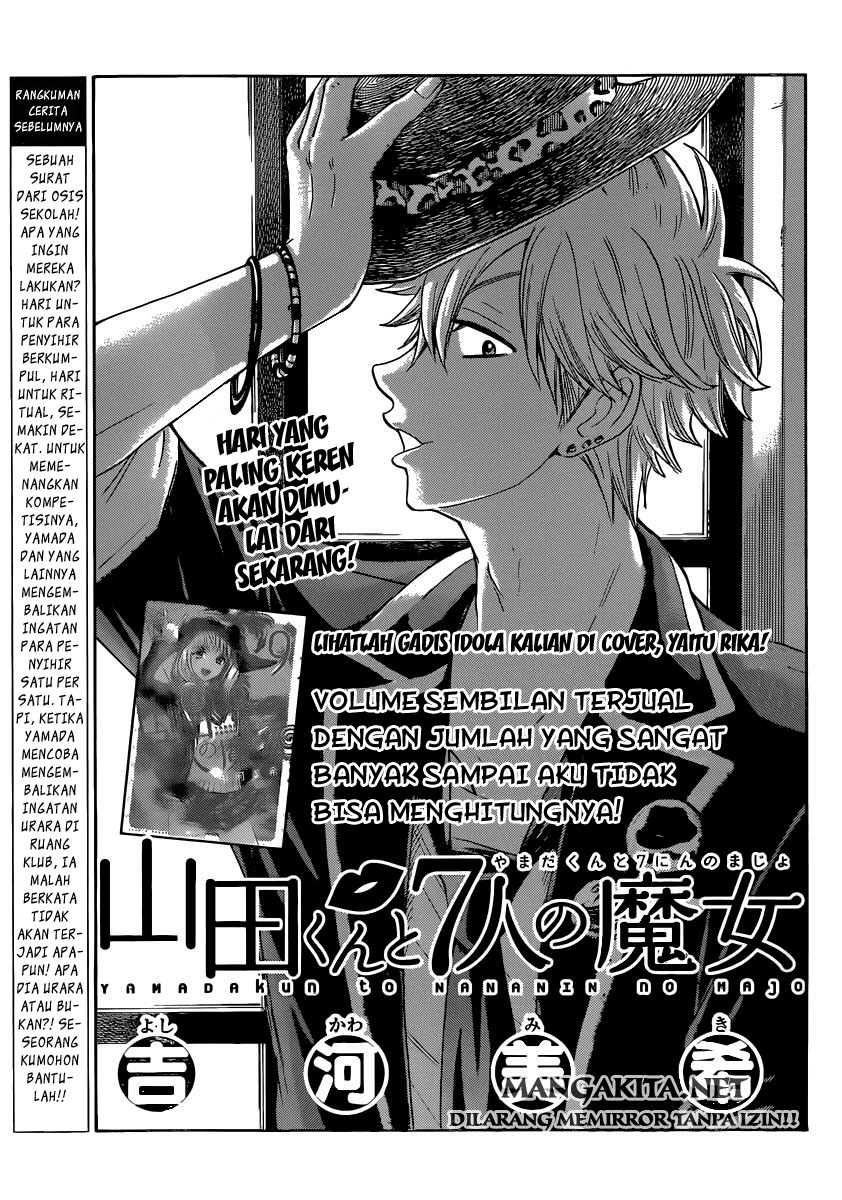 RANGKUMAN
CERITA
SEBELUMNYA
SEBUAH
SURAT
DARI OSIS
SEKOLAH!
APA YANG
INGIN
MEREKA
LAKUKAN?
HARI UN-
TUK PARA
PENYIHIR
BERKUM-
PUL, HARI
UNTUK RI-
TUAL, SE-
MAKIN DE-
KAT. UNTUK
MEME-
NANGKAN
KOMPE-
TISINYA,
YAMADA
DAN YANG
LAINNYA
MENGEM-
BALIKAN
INGATAN
PARA PE-
NYIHIR
SATU PER
SATU. TA-
PI, KETIKA
YAMADA
MENCOBA
MENGEM-
BALIKAN
INGATAN
URARA DI
RUANG
KLUB, IA
MALAH
BERKATA
TIDAK
AKAN TER-
JADI APA-
PUN! APA
DIA URARA
ATAU BU-
KAN?! SE-
SEORANG
KUMOHON
BANTU-
LAH!!
HARI YANG
PALING KEREN
AKAN DIMU-
LAI DARI
SEKARANG!
LIHATLAH GADIS IDOLA KALIAN DI COVER, YAITU RIKA!
VOLUME SEMBILAN TERJUAL
DENGAN JUMLAH YANG SANGAT
BANYAK SAMPAI AKU TIDAK
BISA MENGHITUNGNYA!
やまだくんと7にんのまじょ
山田くんと7人の魔女
YAMADAKUN to NANANIN no MAJO
よし かわ み き
吉 河 美 希
MANGAKITA.NET
DILARANG MEMIRROR TANPA IZIN!!